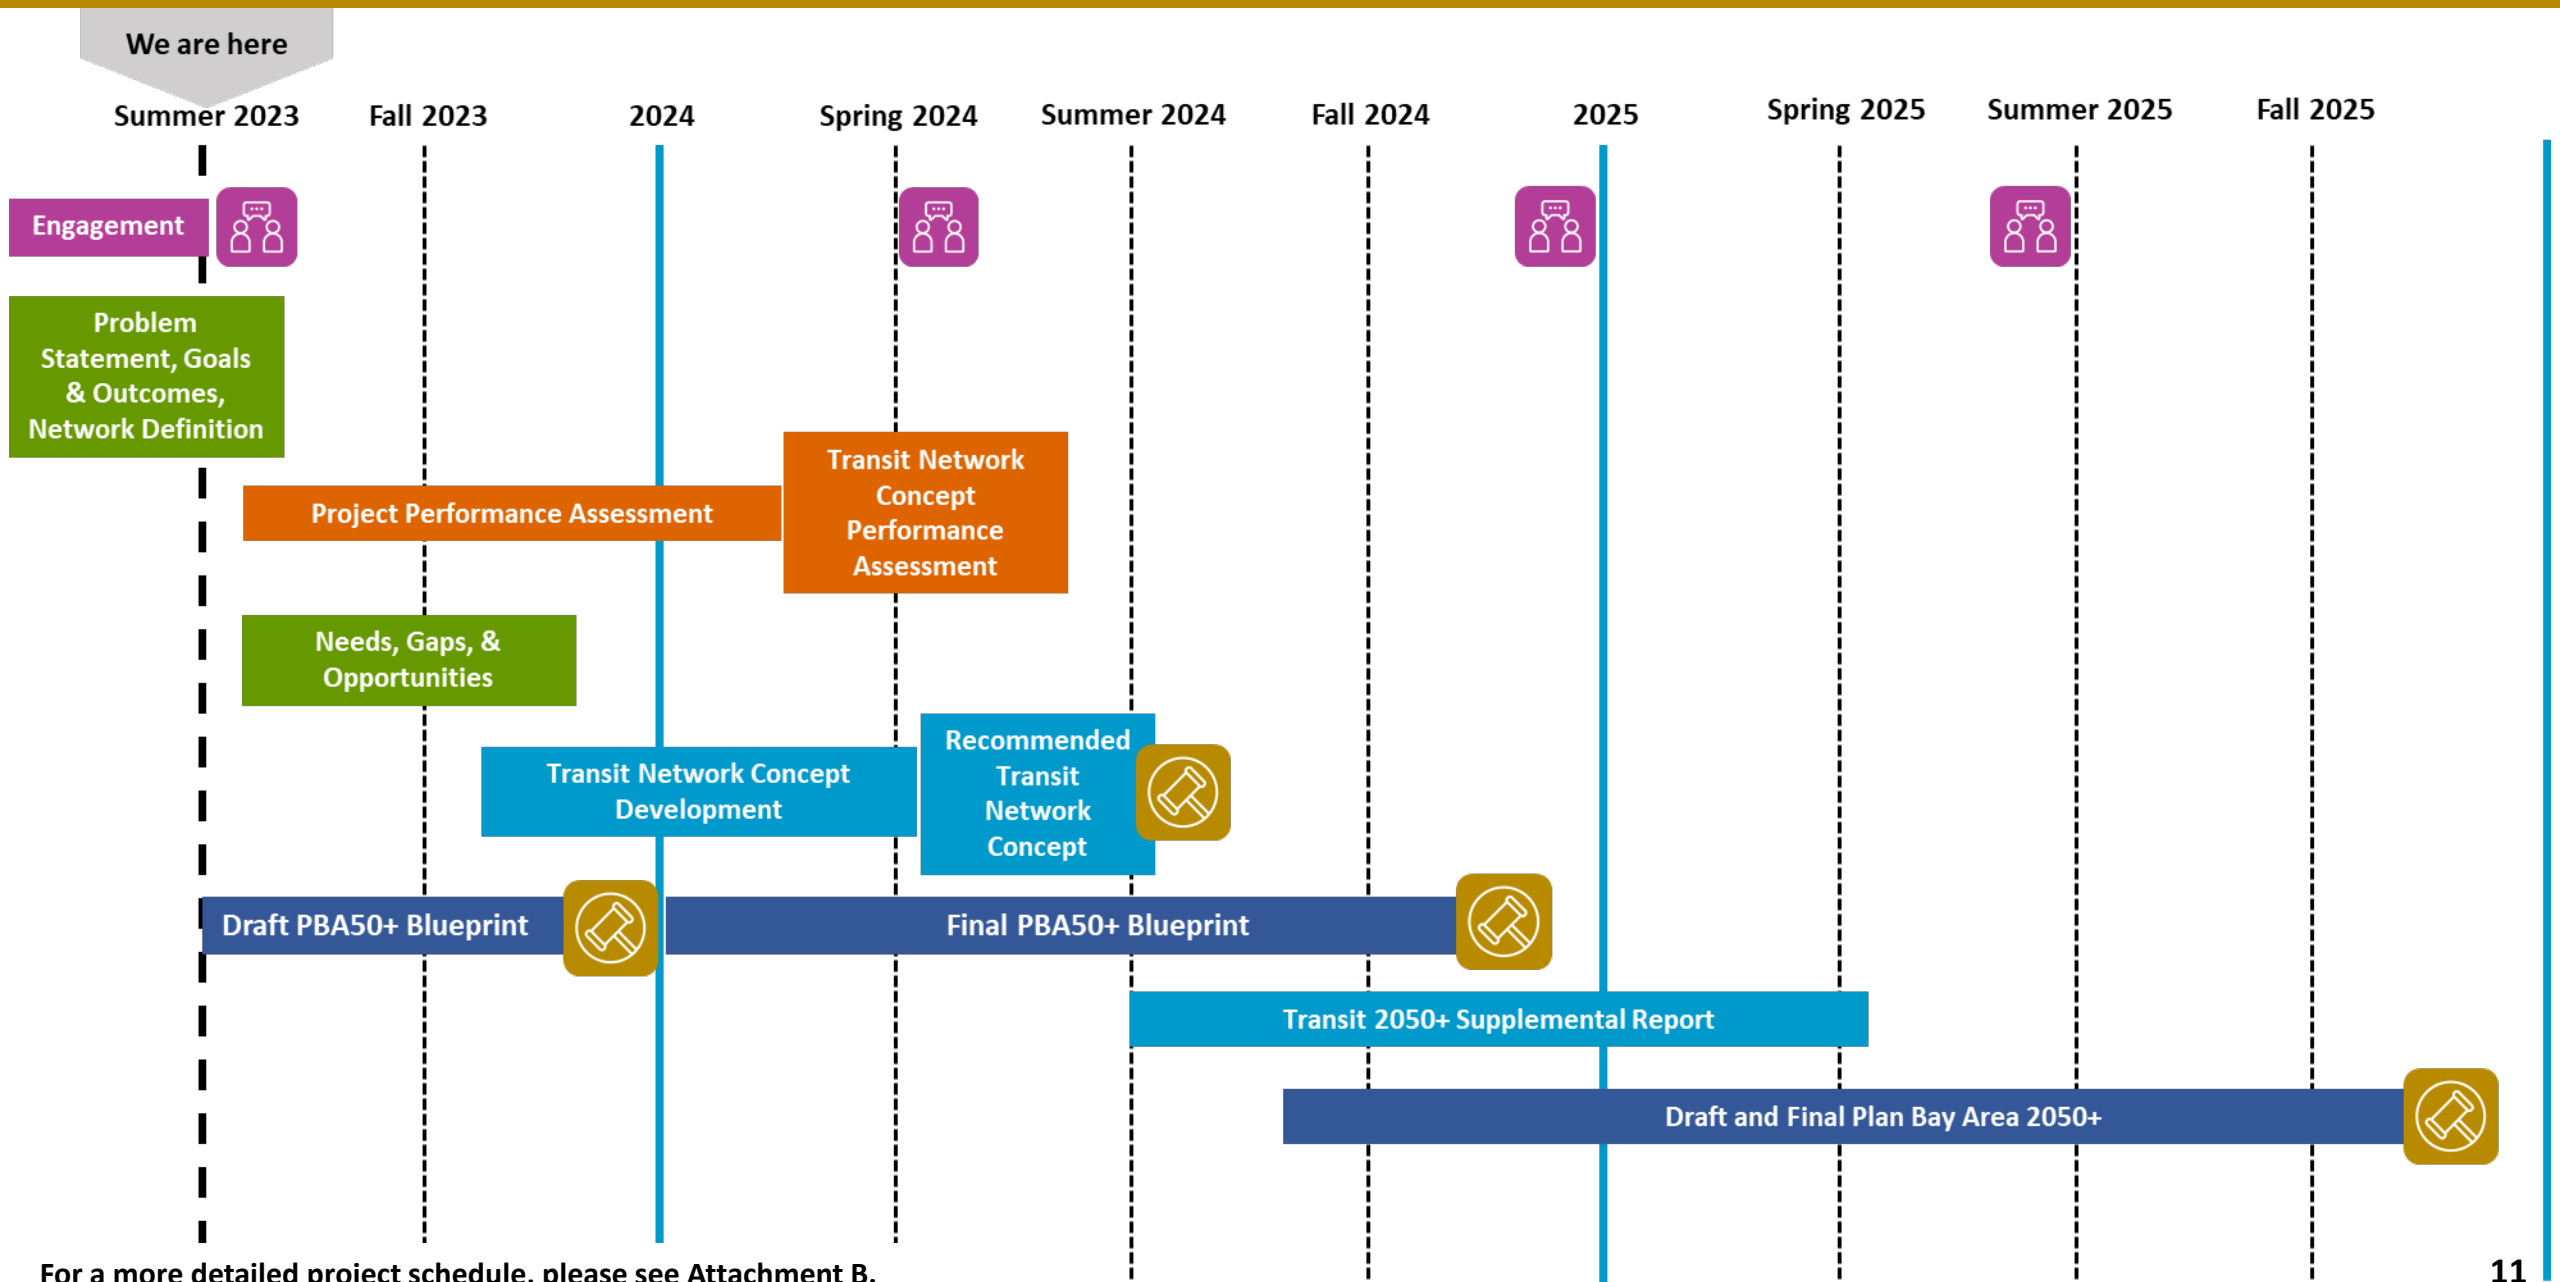 We are here
Summer 2023
Fall 2023
2024
Spring 2024
Summer 2024
Fall 2024
2025
Spring 2025
Summer 2025
Fall 2025
Engagement
Problem
Statement, Goals
& Outcomes,
Network Definition
Transit Network
Concept
Performance
Assessment
Project Performance Assessment
Needs, Gaps, &
Opportunities
Transit Network Concept
Development
Recommended
Transit
Network
Concept
Draft PBA50+ Blueprint
Final PBA50+ Blueprint
Transit 2050+ Supplemental Report
Draft and Final Plan Bay Area 2050+
For a more detailed project schedule, please see Attachment B.
11